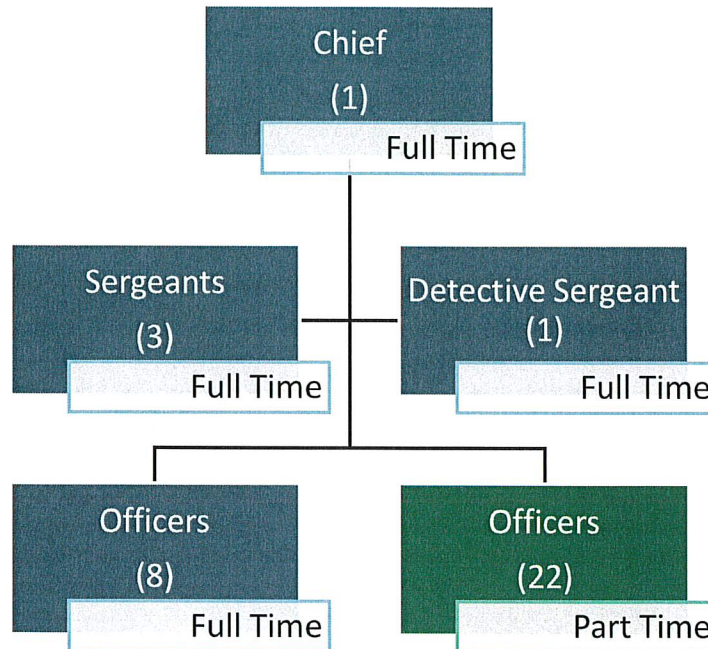 Chief
(1)
Full Time
Sergeants
(3)
Full Time
Detective Sergeant
(1)
Full Time
Officers
(8)
Full Time
Officers
(22)
Part Time